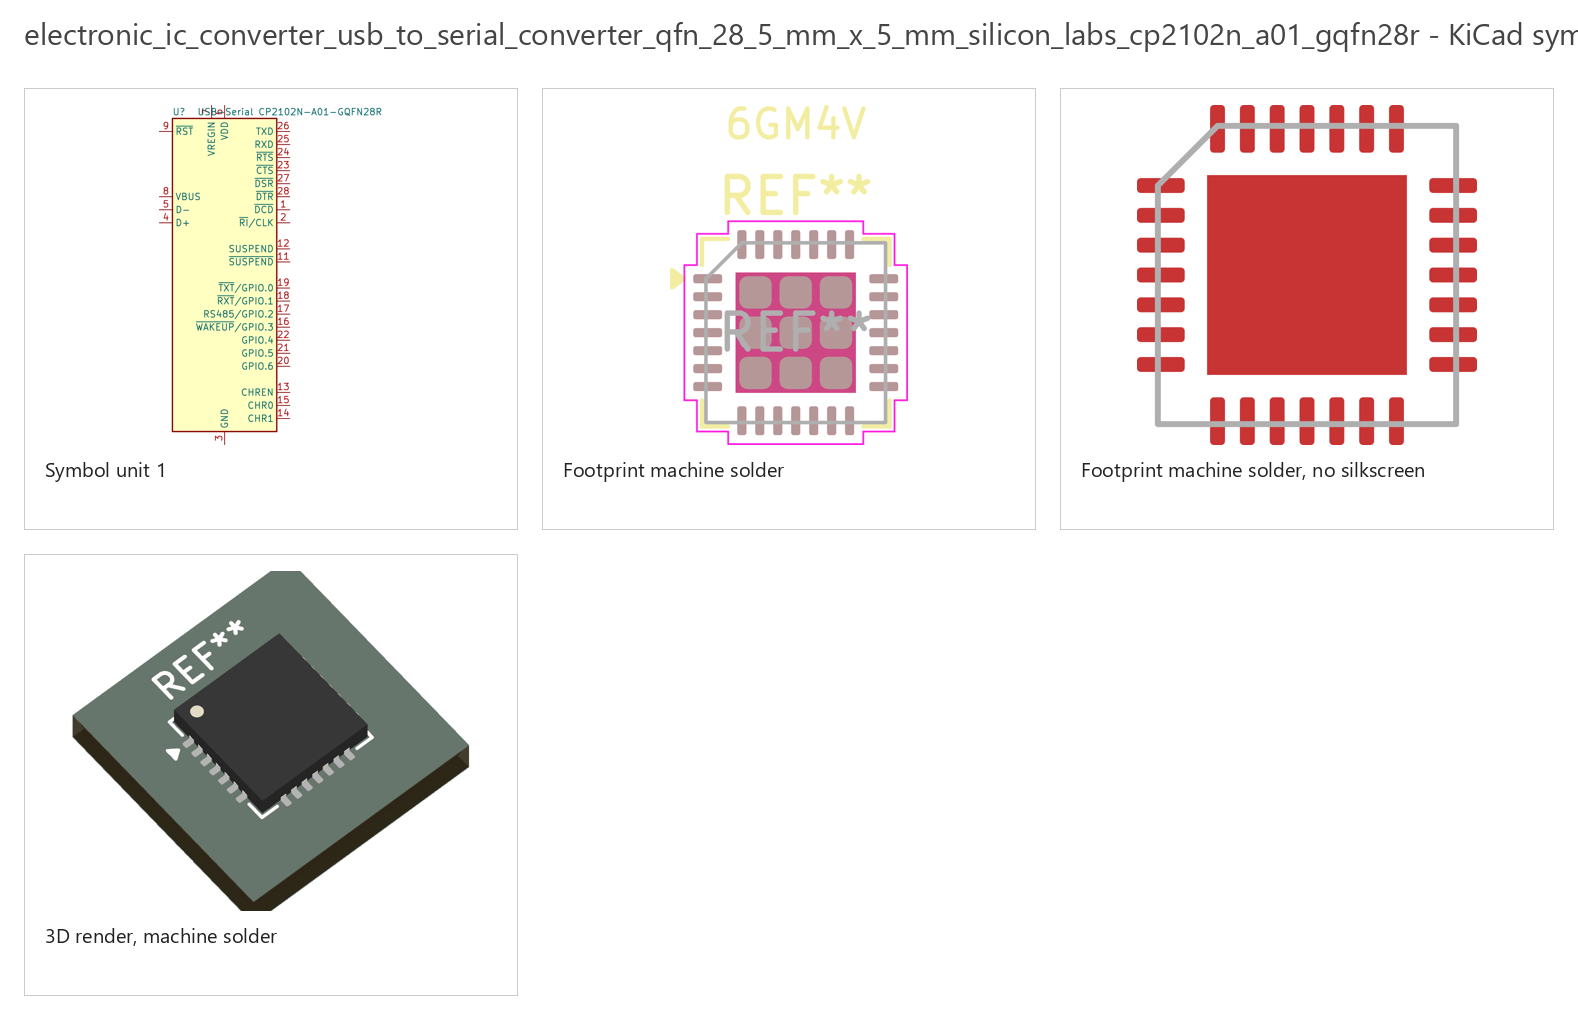 electronic_ic_converter_usb_to_serial_converter_qfn_28_5_mm_x_5_mm_silicon_labs_cp2102n_a01_gqfn28r - KiCad sym
U?
Serial CP2102N-A01-GQFN28R
VREGIN
VDD
9
RST
8
VBUS
5
D-
4
D+
TXD
26
RXD
25
RTS
24
CTS
23
DSR
27
DTR
28
DCD
1
RI/CLK
2
SUSPEND
12
SUSPEND
11
TXT/GPIO.0
19
RXT/GPIO.1
18
RS485/GPIO.2
17
WAKEUP/GPIO.3
16
GPIO.4
22
GPIO.5
21
GPIO.6
20
CHREN
13
CHR0
15
CHR1
14
GND
3
Symbol unit 1
6GM4V
REF**
REF**
Footprint machine solder
Footprint machine solder, no silkscreen
REF**
3D render, machine solder